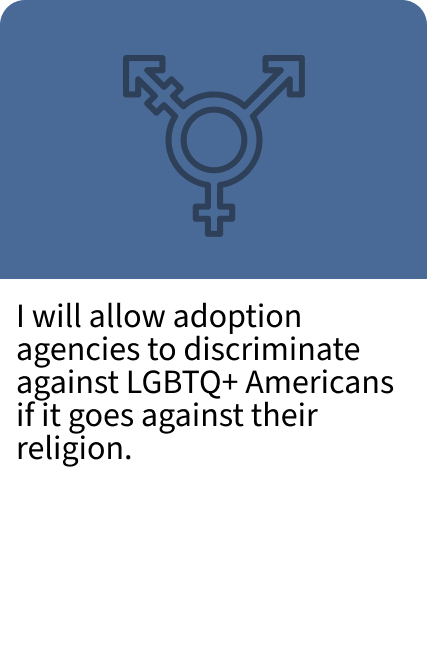 I will allow adoption
agencies to discriminate
against LGBTQ+ Americans
if it goes against their
religion.